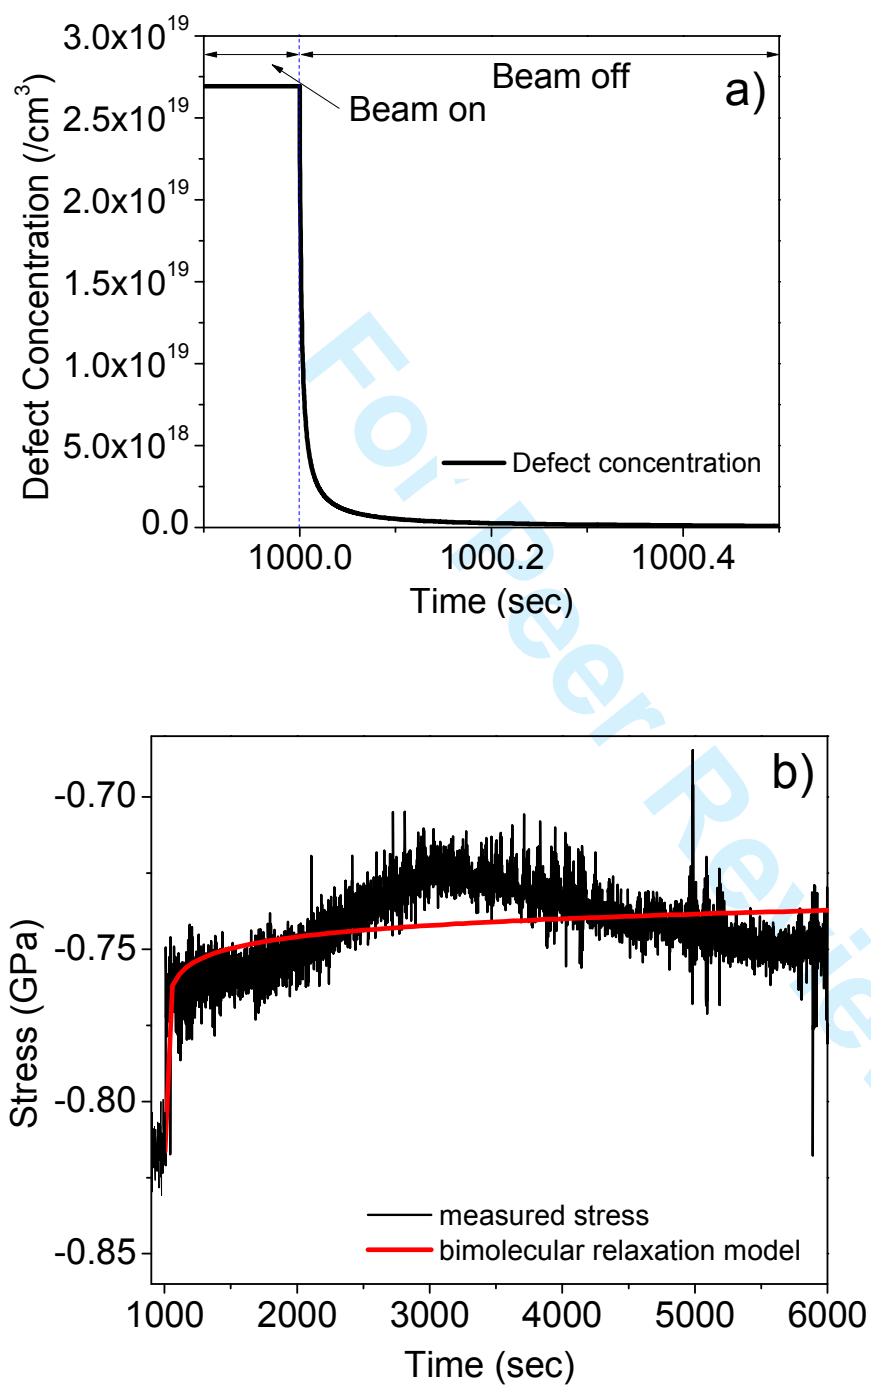 3.0x10^19
2.5x10^19
2.0x10^19
1.5x10^19
1.0x10^19
5.0x10^18
0.0
Defect Concentration (/cm^3)
Beam on
Beam off
a)
Defect concentration
1000.0 1000.2 1000.4
Time (sec)
For Peer Review
b)
-0.70
-0.75
-0.80
-0.85
Stress (GPa)
measured stress
bimolecular relaxation model
1000 2000 3000 4000 5000 6000
Time (sec)